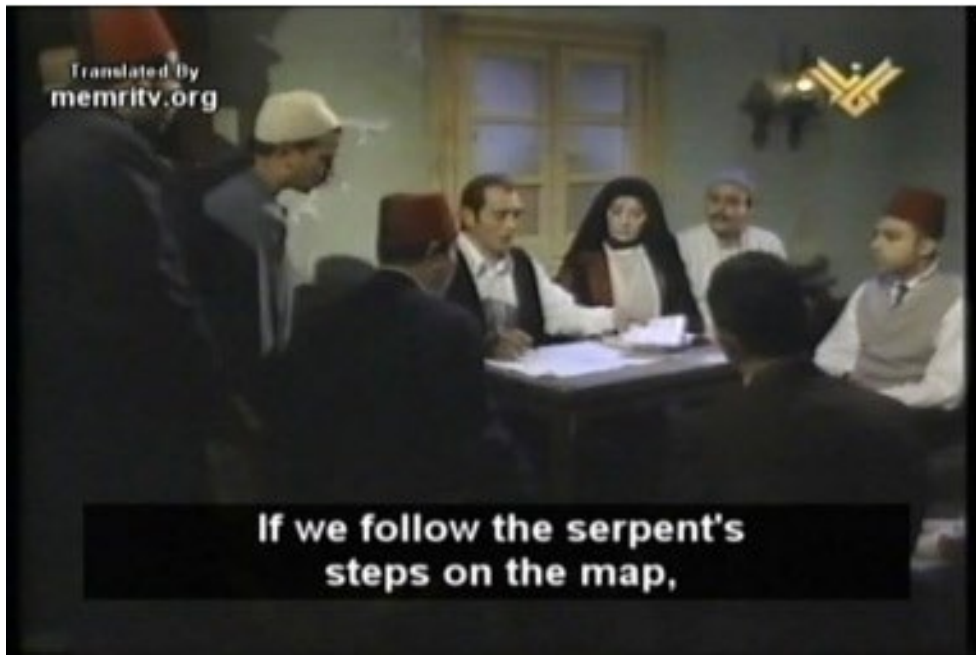 Translated By
memritv.org
If we follow the serpent's
steps on the map,